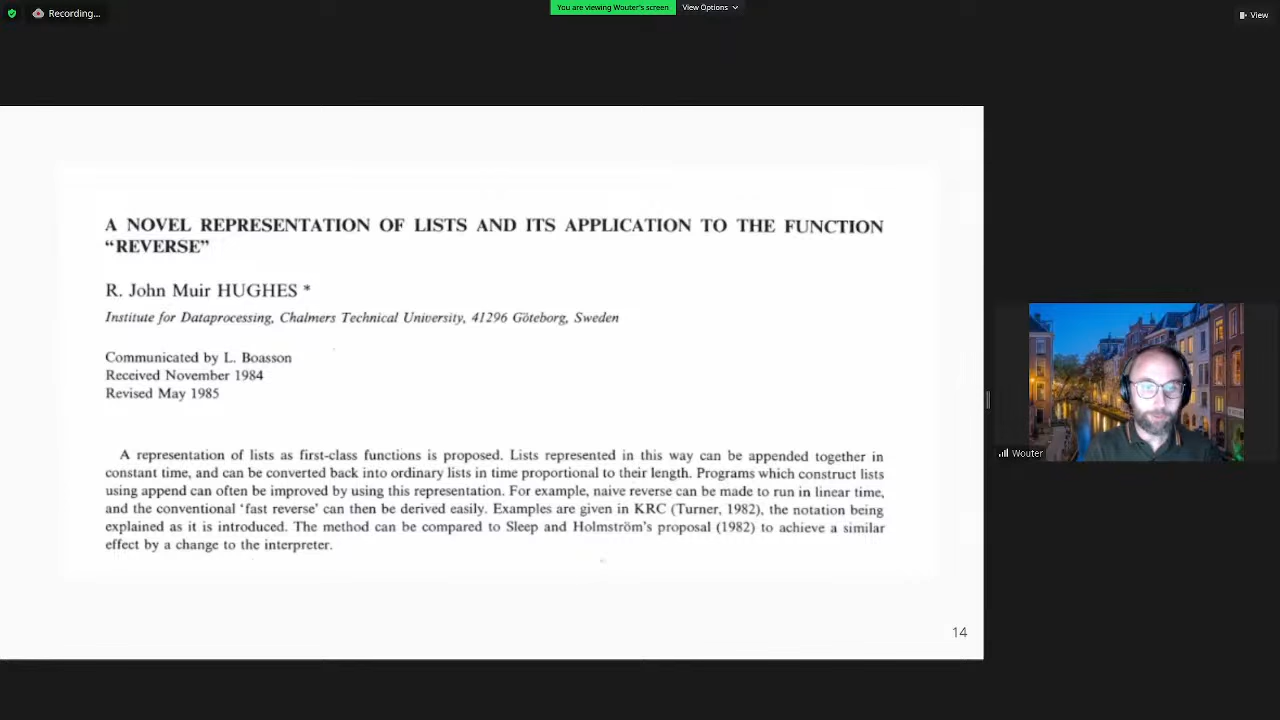 Recording...
You are viewing Wouter's screen
View Options
View
A NOVEL REPRESENTATION OF LISTS AND ITS APPLICATION TO THE FUNCTION
“REVERSE”
R. John Muir HUGHES *
Institute for Dataprocessing, Chalmers Technical University, 41296 Göteborg, Sweden
Communicated by L. Boasson
Received November 1984
Revised May 1985
A representation of lists as first-class functions is proposed. Lists represented in this way can be appended together in
constant time, and can be converted back into ordinary lists in time proportional to their length. Programs which construct lists
using append can often be improved by using this representation. For example, naive reverse can be made to run in linear time,
and the conventional ‘fast reverse’ can then be derived easily. Examples are given in KRC (Turner, 1982), the notation being
explained as it is introduced. The method can be compared to Sleep and Holmström's proposal (1982) to achieve a similar
effect by a change to the interpreter.
14
Wouter